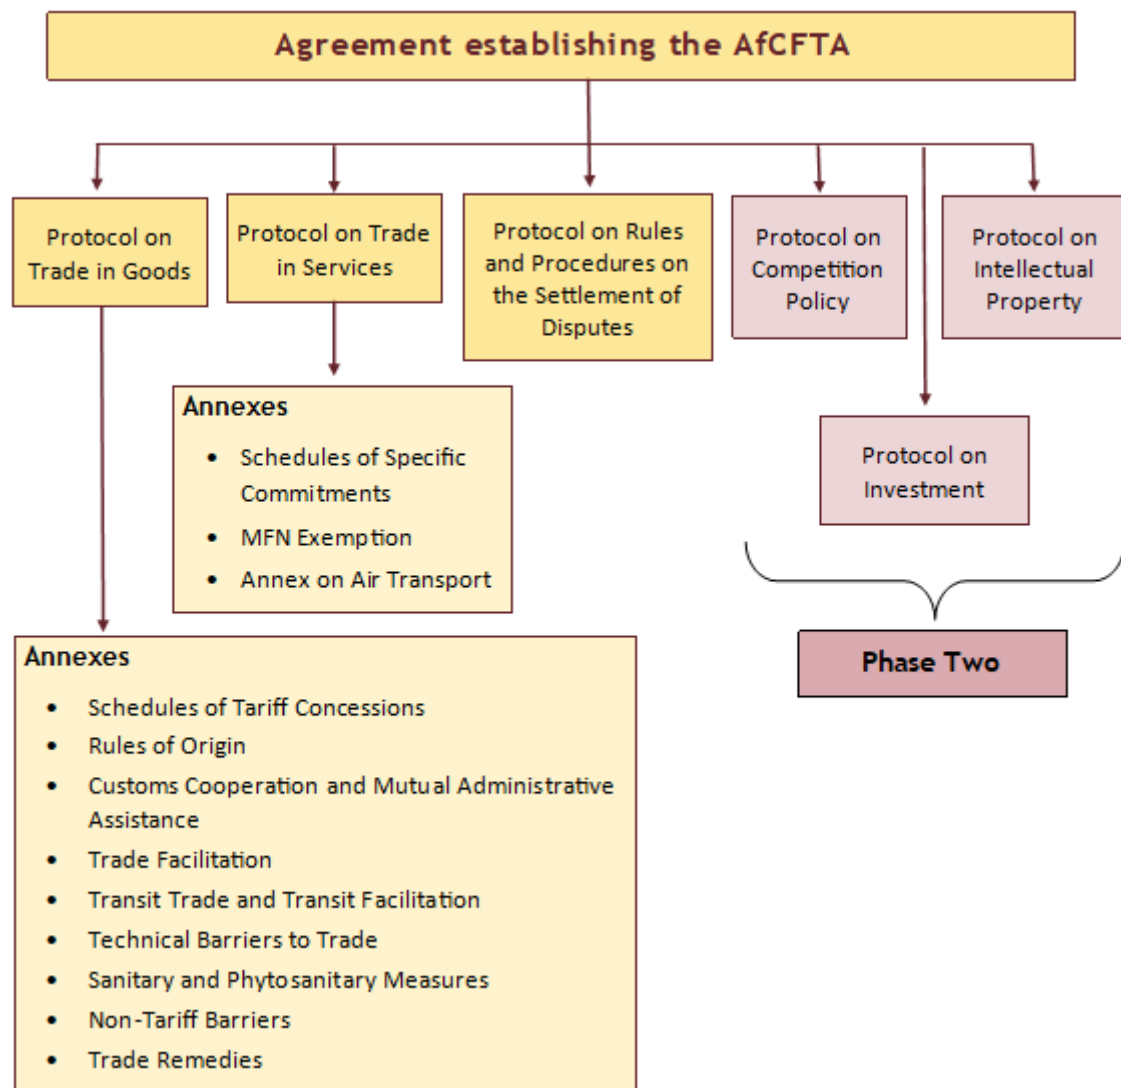 Agreement establishing the AfCFTA
Protocol on
Trade in Goods
Protocol on Trade
in Services
Protocol on Rules
and Procedures on
the Settlement of
Disputes
Protocol on
Competition
Policy
Protocol on
Intellectual
Property
Protocol on
Investment
Phase Two
Annexes
• Schedules of Specific
Commitments
• MFN Exemption
• Annex on Air Transport
Annexes
• Schedules of Tariff Concessions
• Rules of Origin
• Customs Cooperation and Mutual Administrative
Assistance
• Trade Facilitation
• Transit Trade and Transit Facilitation
• Technical Barriers to Trade
• Sanitary and Phytosanitary Measures
• Non-Tariff Barriers
• Trade Remedies